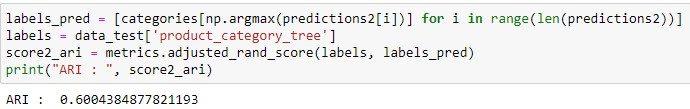 labels_pred = [categories[np.argmax(predictions2[i])] for i in range(len(predictions2))]
labels = data_test['product_category_tree']
score2_ari = metrics.adjusted_rand_score(labels, labels_pred)
print("ARI : ", score2_ari)
ARI :  0.6004384877821193